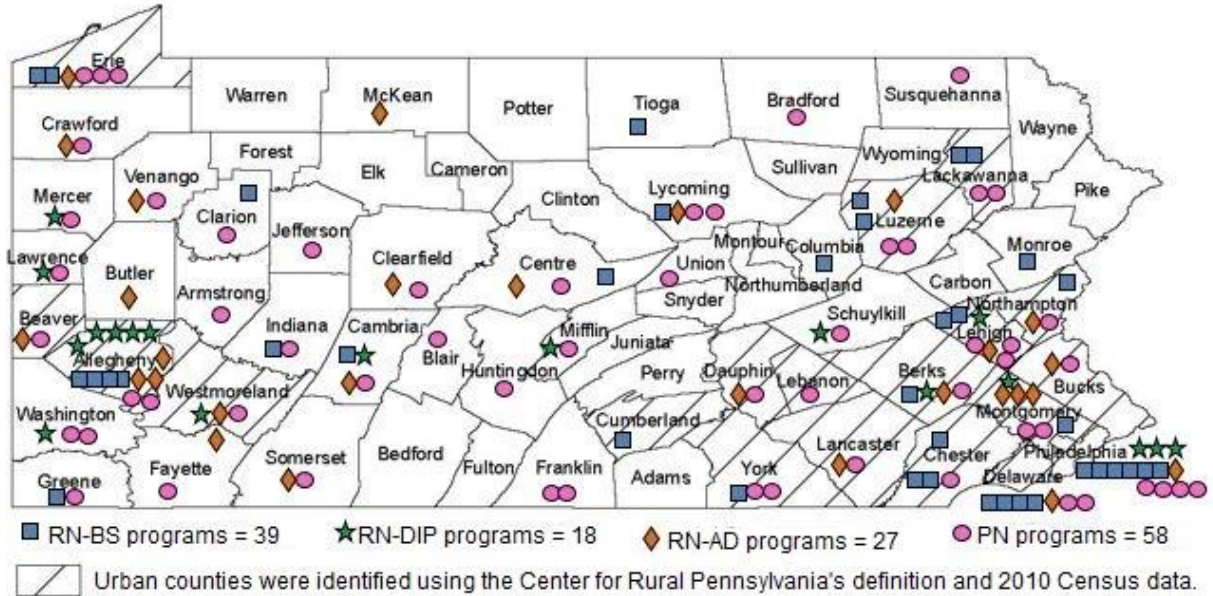 Erie
Warren
McKean
Potter
Tioga
Bradford
Susquehanna
Wayne
Crawford
Forest
Elk
Cameron
Sullivan
Wyoming
Lackawanna
Pike
Mercer
Venango
Clarion
Jefferson
Clinton
Lycoming
Luzerne
Lawrence
Butler
Clearfield
Centre
Union
Montour
Columbia
Monroe
Armstrong
Snyder
Northumberland
Carbon
Northampton
Beaver
Indiana
Cambria
Blair
Mifflin
Juniata
Schuylkill
Lehigh
Allegheny
Westmoreland
Huntingdon
Perry
Dauphin
Lebanon
Berks
Bucks
Montgomery
Washington
Cumberland
Lancaster
Chester
Philadelphia
Greene
Fayette
Somerset
Bedford
Fulton
Franklin
Adams
York
Delaware
RN-BS programs = 39 RN-DIP programs = 18 RN-AD programs = 27 PN programs = 58
Urban counties were identified using the Center for Rural Pennsylvania's definition and 2010 Census data.